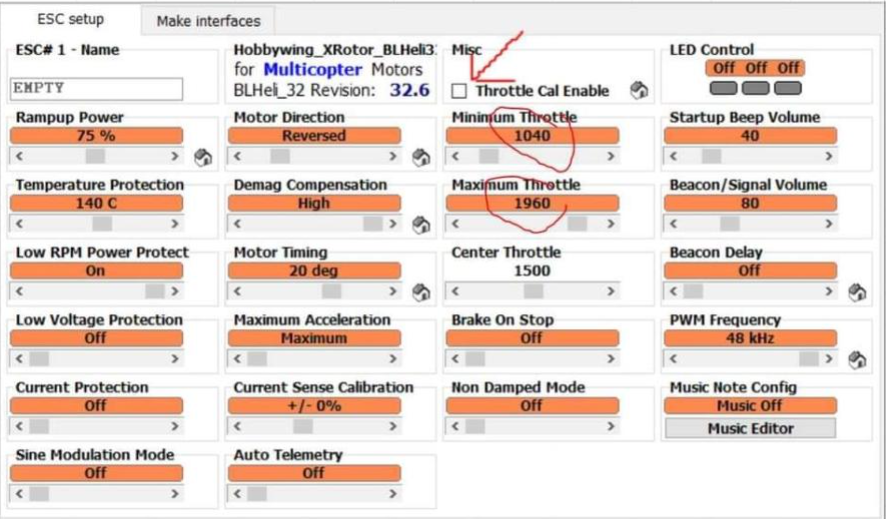 ESC setup
Make interfaces
ESC# 1 - Name
EMPTY
Hobbywing_XRotor_BLHeli3
for Multicopter Motors
BLHeli_32 Revision: 32.6
Misc
Throttle Cal Enable
LED Control
Off Off Off
Rampup Power
75 %
Motor Direction
Reversed
Minimum Throttle
1040
Startup Beep Volume
40
Temperature Protection
140 C
Demag Compensation
High
Maximum Throttle
1960
Beacon/Signal Volume
80
Low RPM Power Protect
On
Motor Timing
20 deg
Center Throttle
1500
Beacon Delay
Off
Low Voltage Protection
Off
Maximum Acceleration
Maximum
Brake On Stop
Off
PWM Frequency
48 kHz
Current Protection
Off
Current Sense Calibration
+/- 0%
Non Damped Mode
Off
Music Note Config
Music Off
Music Editor
Sine Modulation Mode
Off
Auto Telemetry
Off